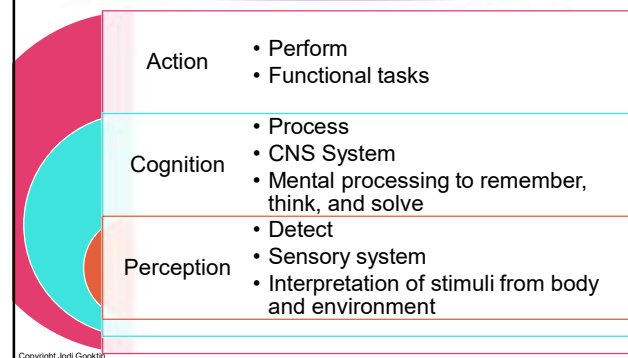 Action
• Perform
• Functional tasks
Cognition
• Process
• CNS System
• Mental processing to remember,
think, and solve
Perception
• Detect
• Sensory system
• Interpretation of stimuli from body
and environment
Copyright Jodi Gooktin